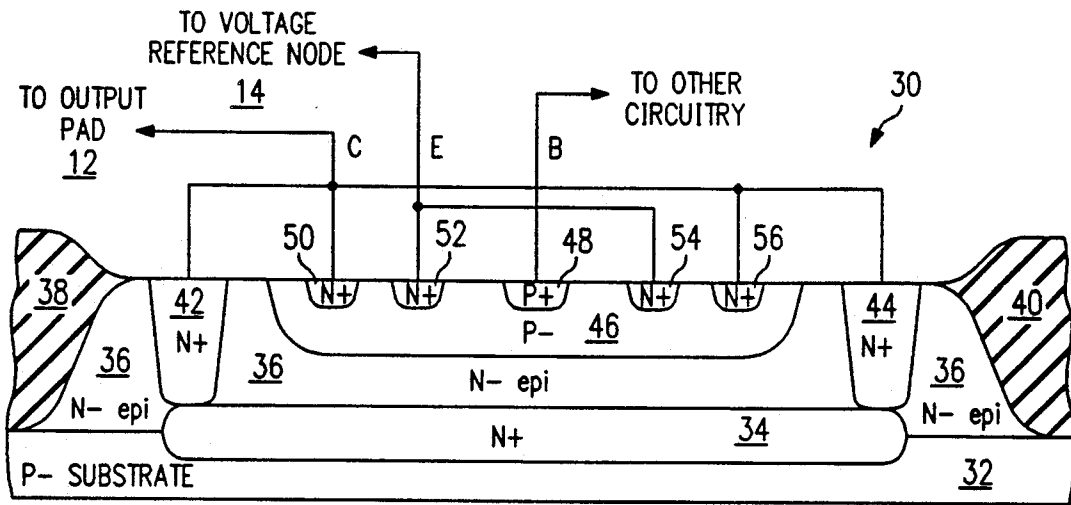 TO VOLTAGE
REFERENCE NODE
14
TO OUTPUT
PAD
12
TO OTHER
CIRCUITRY
30
C
E
B
50
52
48
54
56
38
42
N+
N+
N+
P+
N+
N+
44
N+
40
P-
46
36
N- epi
36
N- epi
36
N- epi
N+
34
P- SUBSTRATE
32